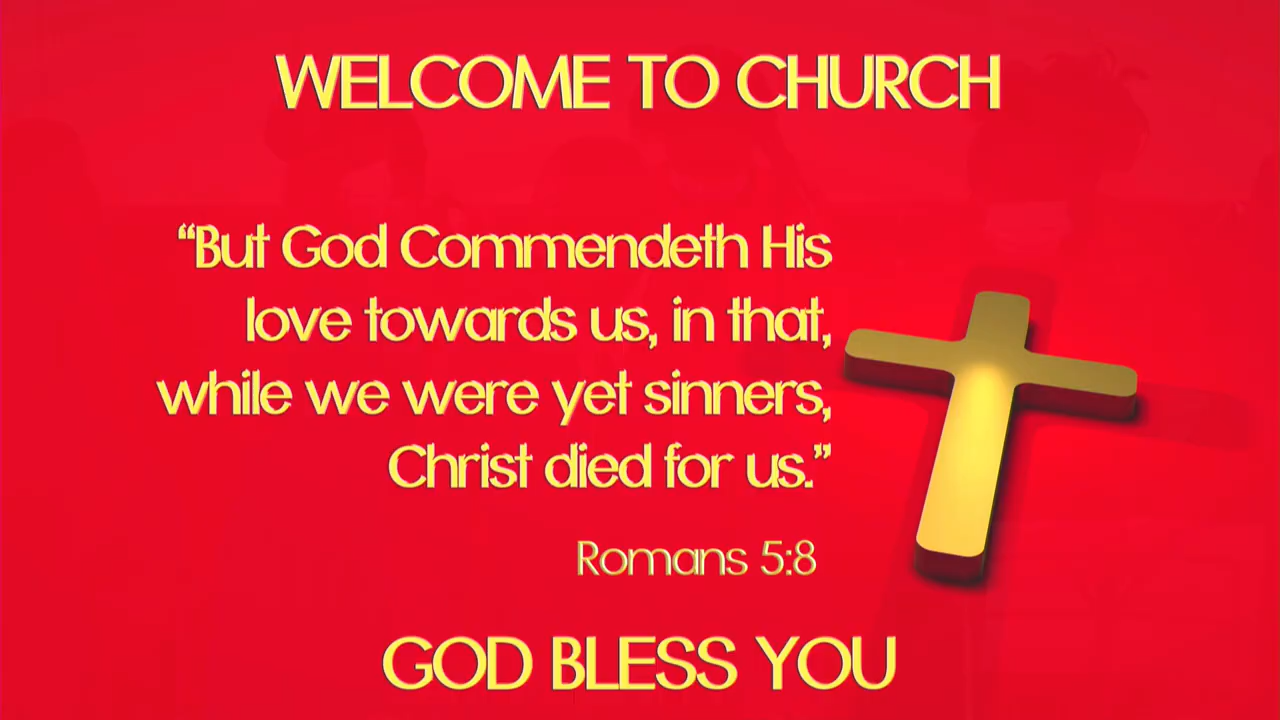 WELCOME TO CHURCH
“But God Commendeth His
love towards us, in that,
while we were yet sinners,
Christ died for us.”
Romans 5:8
GOD BLESS YOU